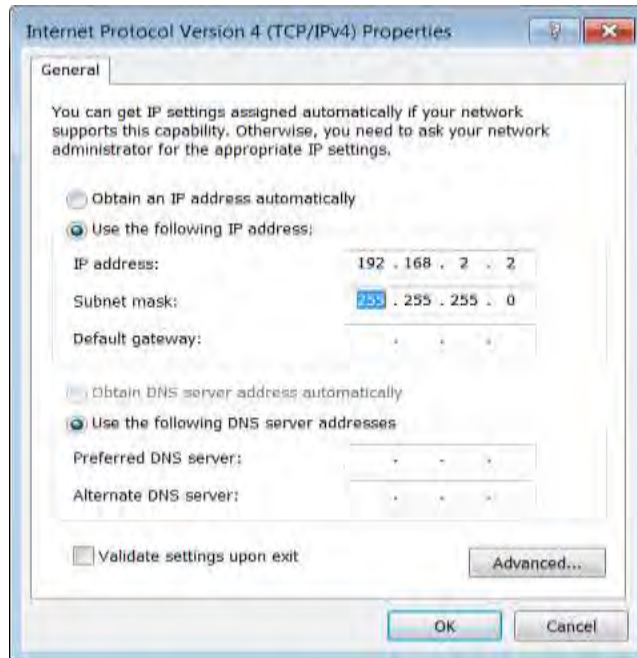 Internet Protocol Version 4 (TCP/IPv4) Properties
General
You can get IP settings assigned automatically if your network
supports this capability. Otherwise, you need to ask your network
administrator for the appropriate IP settings.
Obtain an IP address automatically
Use the following IP address:
IP address: 192 . 168 . 2 . 2
Subnet mask: 255 . 255 . 255 . 0
Default gateway: . . .
Obtain DNS server address automatically
Use the following DNS server addresses
Preferred DNS server: . . .
Alternate DNS server: . . .
Validate settings upon exit
Advanced...
OK Cancel